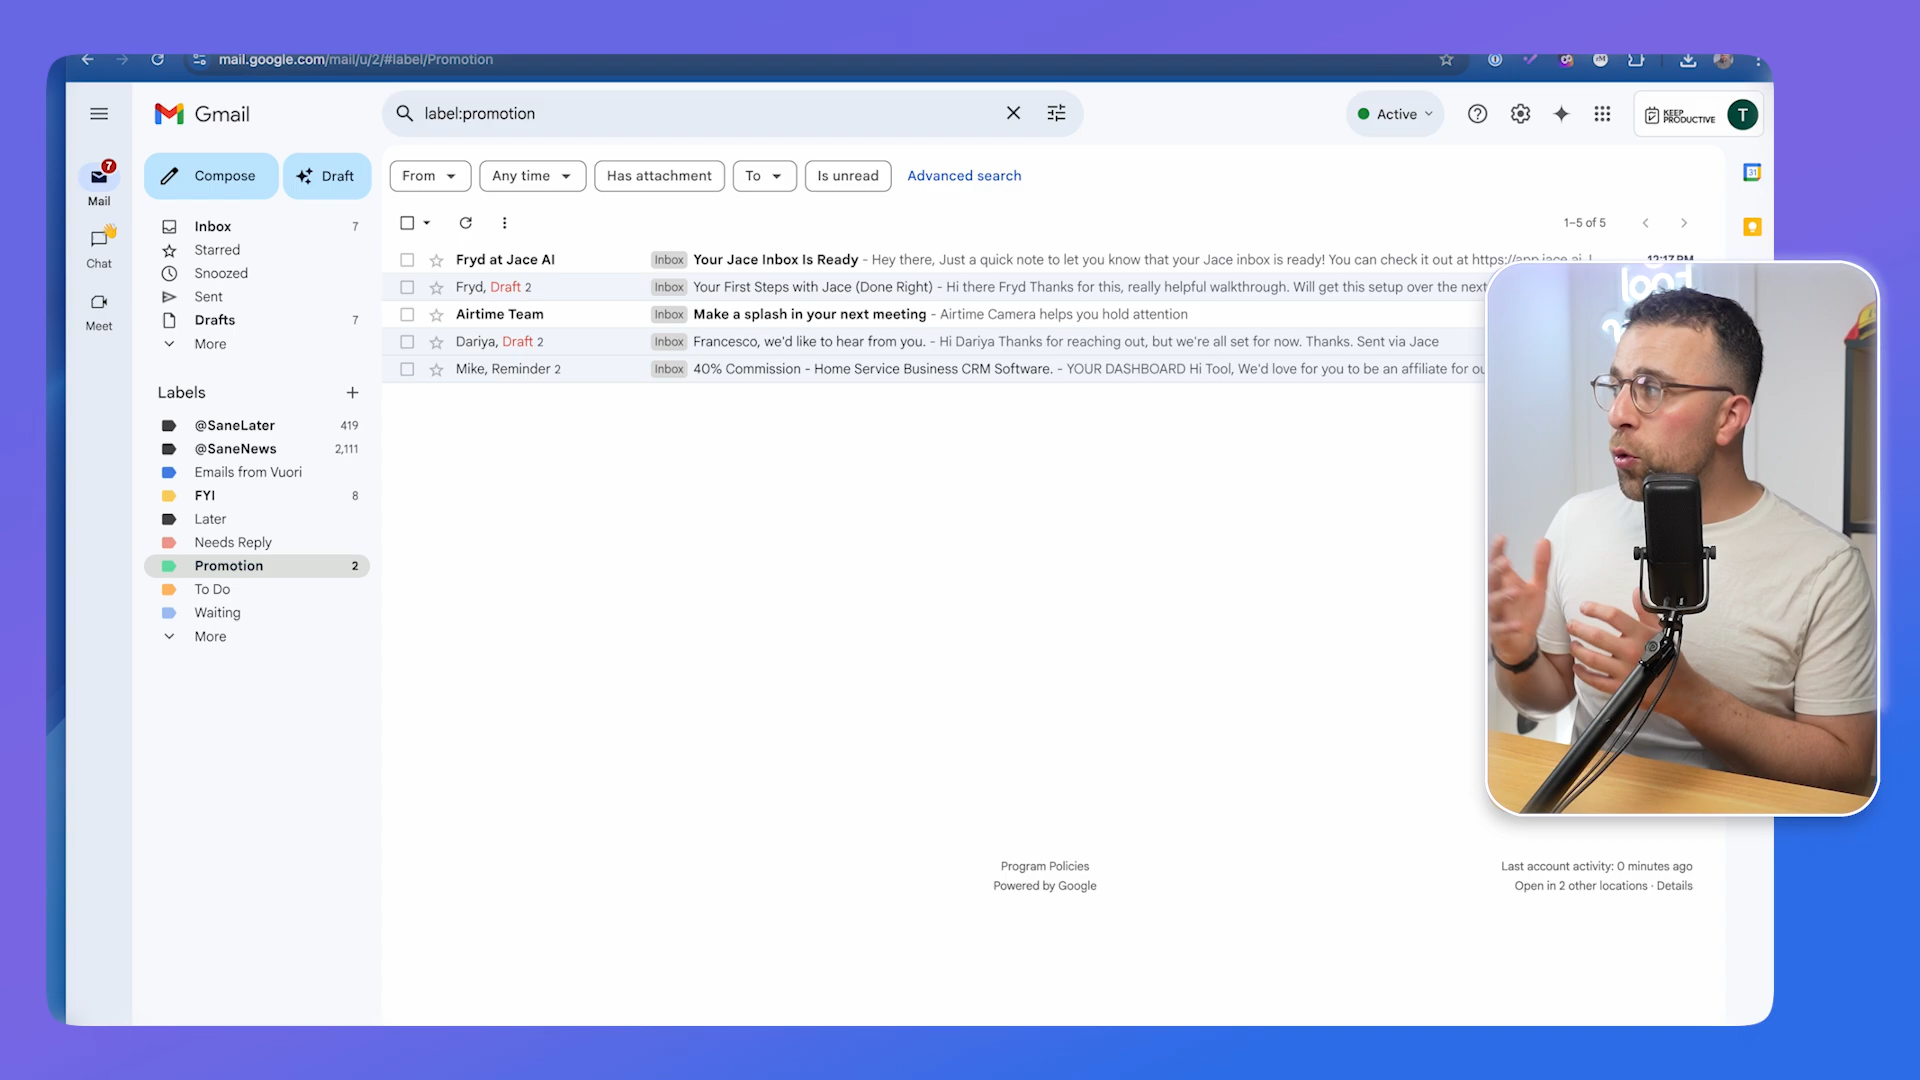 mail.google.com/mail/u/2/#label/Promotion
Gmail
label:promotion
Active
KEEP PRODUCTIVE
T
7
Mail
Chat
Meet
Compose
Draft
Inbox 7
Starred
Snoozed
Sent
Drafts 7
More
Labels
@SaneLater 419
@SaneNews 2,111
Emails from Vuori
FYI 8
Later
Needs Reply
Promotion 2
To Do
Waiting
More
From Any time Has attachment To Is unread Advanced search
1–5 of 5
31
Fryd at Jace AI Inbox Your Jace Inbox Is Ready - Hey there, Just a quick note to let you know that your Jace inbox is ready! You can check it out at https://app.jace.ai. 12:17 PM
Fryd, Draft 2 Inbox Your First Steps with Jace (Done Right) - Hi there Fryd Thanks for this, really helpful walkthrough. Will get this setup over the next
Airtime Team Inbox Make a splash in your next meeting - Airtime Camera helps you hold attention
Dariya, Draft 2 Inbox Francesco, we'd like to hear from you. - Hi Dariya Thanks for reaching out, but we're all set for now. Thanks. Sent via Jace
Mike, Reminder 2 Inbox 40% Commission - Home Service Business CRM Software. - YOUR DASHBOARD Hi Tool, We'd love for you to be an affiliate for
Program Policies
Powered by Google
Last account activity: 0 minutes ago
Open in 2 other locations · Details